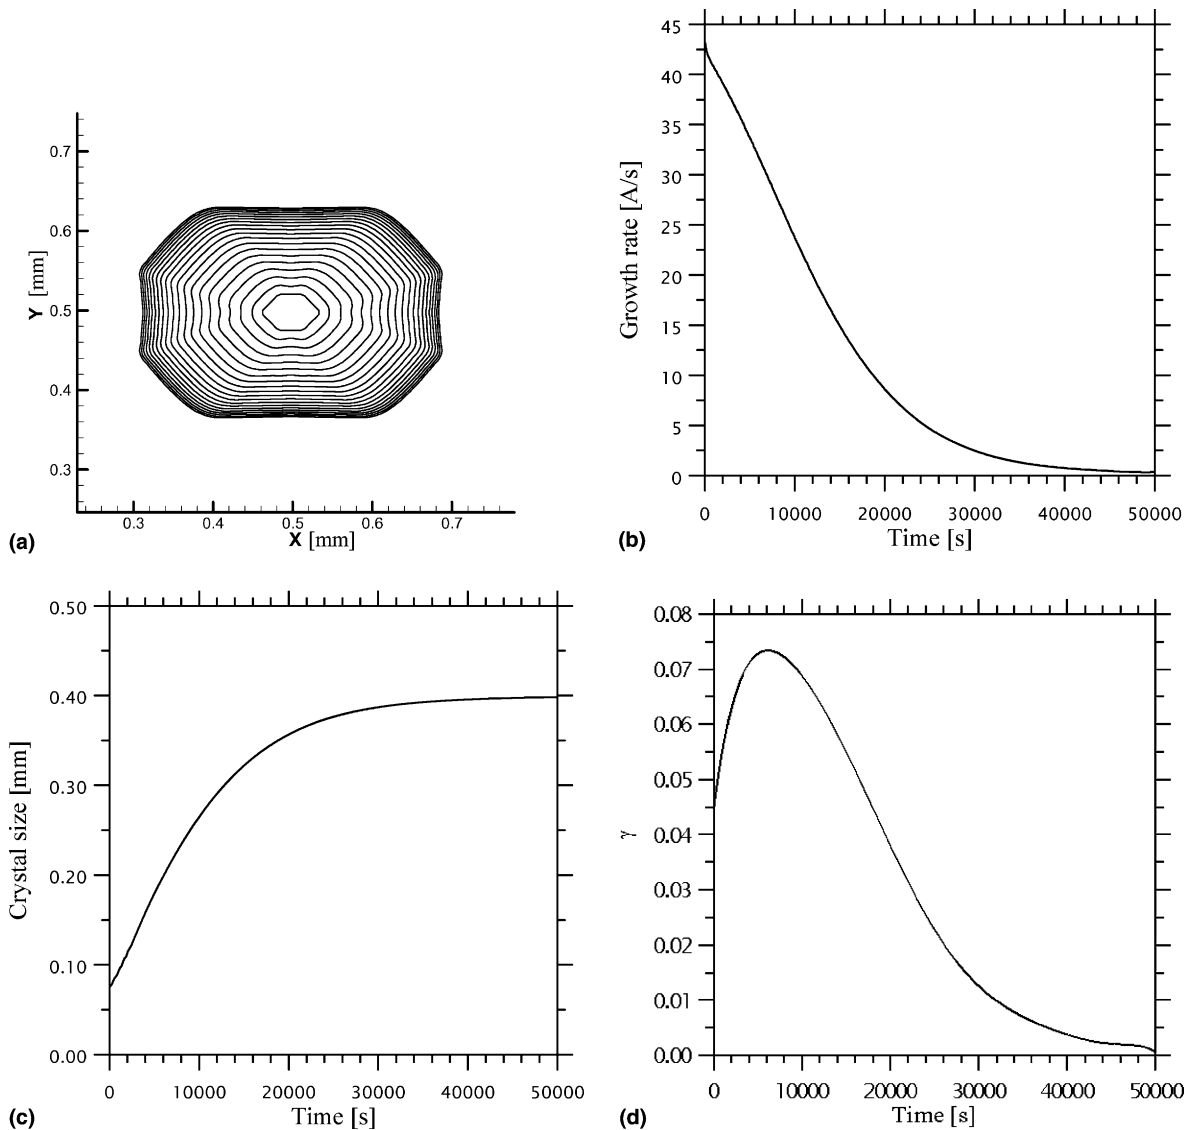 0.7
0.6
0.5
0.4
0.3
Y [mm]
0.3 0.4 0.5 0.6 0.7
X [mm]
(a)
45
40
35
30
25
20
15
10
5
0
Growth rate [A/s]
0 10000 20000 30000 40000 50000
Time [s]
(b)
0.50
0.40
0.30
0.20
0.10
0.00
Crystal size [mm]
0 10000 20000 30000 40000 50000
Time [s]
(c)
0.08
0.07
0.06
0.05
0.04
0.03
0.02
0.01
0.00
γ
0 10000 20000 30000 40000 50000
Time [s]
(d)